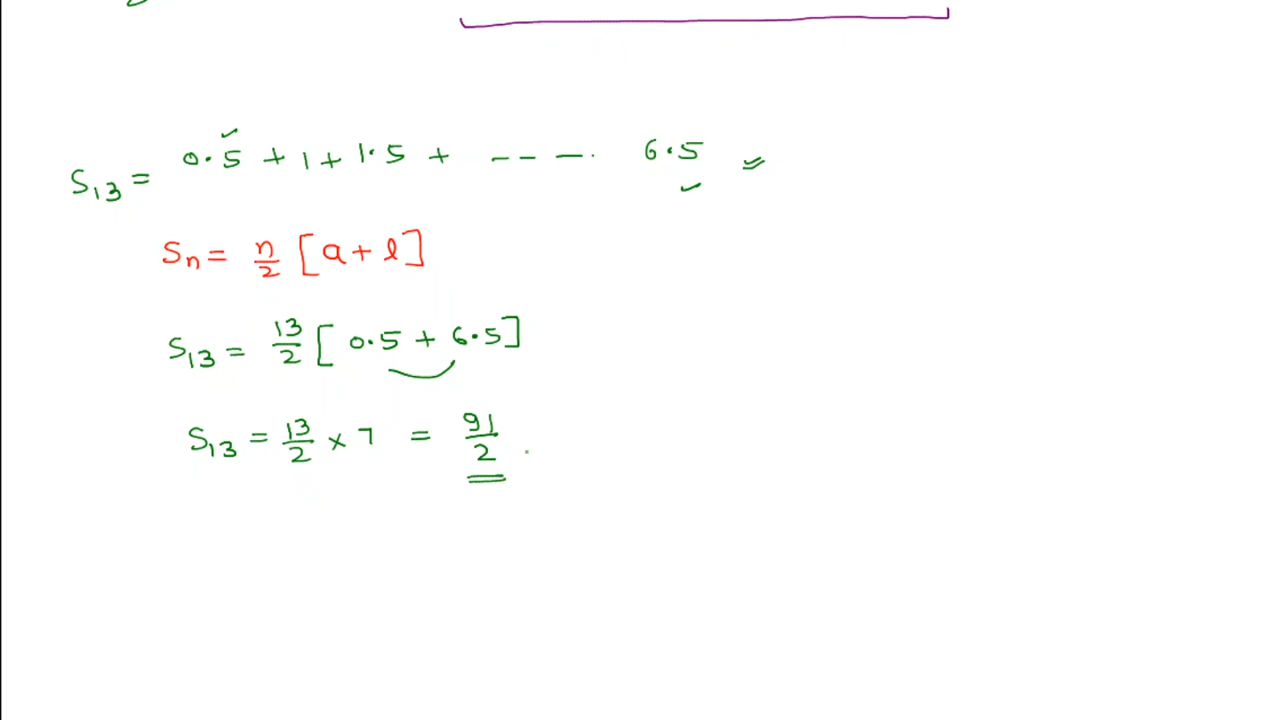 S₁₃ = 0.5 + 1 + 1.5 + - - - . 6.5
Sₙ = n/2 [a + l]
S₁₃ = 13/2 [0.5 + 6.5]
S₁₃ = 13/2 × 7 = 91/2